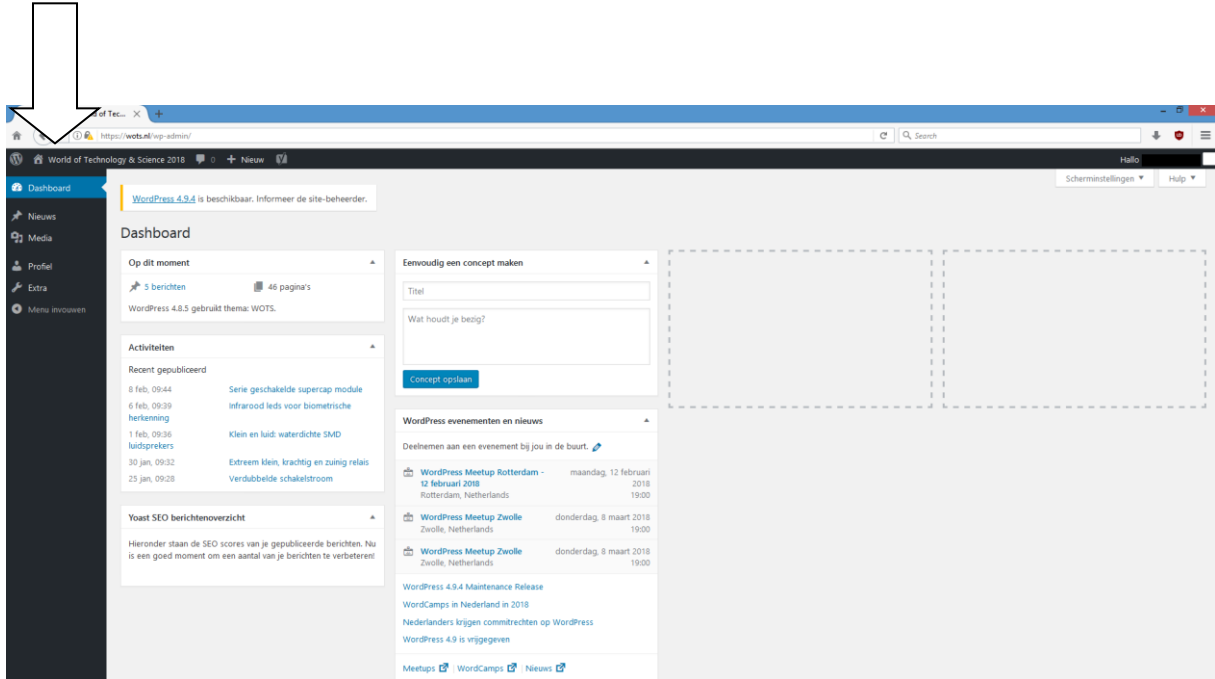 of Tec...
https://wots.nl/wp-admin/
Search
World of Technology & Science 2018 0 + Nieuw
Hallo
Dashboard
Nieuws
Media
Profiel
Extra
Menu invouwen
Scherminstellingen ▼
Hulp ▼
WordPress 4.9.4 is beschikbaar. Informeer de site-beheerder.
Dashboard
Op dit moment
5 berichten
46 pagina's
WordPress 4.8.5 gebruikt thema: WOTS.
Activiteiten
Recent gepubliceerd
8 feb, 09:44 Serie geschakelde supercap module
6 feb, 09:39 Infrarood leds voor biometrische
herkenning
1 feb, 09:36 Klein en luid: waterdichte SMD
luidsprekers
30 jan, 09:32 Extreem klein, krachtig en zuinig relais
25 jan, 09:28 Verdubbelde schakelstroom
Yoast SEO berichtenoverzicht
Hieronder staan de SEO scores van je gepubliceerde berichten. Nu
is een goed moment om een aantal van je berichten te verbeteren!
Eenvoudig een concept maken
Titel
Wat houdt je bezig?
Concept opslaan
WordPress evenementen en nieuws
Deelnemen aan een evenement bij jou in de buurt.
WordPress Meetup Rotterdam - maandag, 12 februari
12 februari 2018 2018
Rotterdam, Netherlands 19:00
WordPress Meetup Zwolle donderdag, 8 maart 2018
Zwolle, Netherlands 19:00
WordPress Meetup Zwolle donderdag, 8 maart 2018
Zwolle, Netherlands 19:00
WordPress 4.9.4 Maintenance Release
WordCamps in Nederland in 2018
Nederlanders krijgen commitrechten op WordPress
WordPress 4.9 is vrijgegeven
Meetups | WordCamps | Nieuws